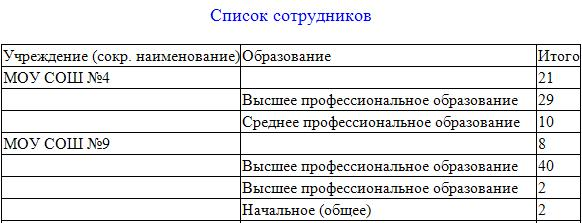 Список сотрудников
Учреждение (сокр. наименование) Образование Итого
МОУ СОШ №4 21
Высшее профессиональное образование 29
Среднее профессиональное образование 10
МОУ СОШ №9 8
Высшее профессиональное образование 40
Высшее профессиональное образование 2
Начальное (общее) 2